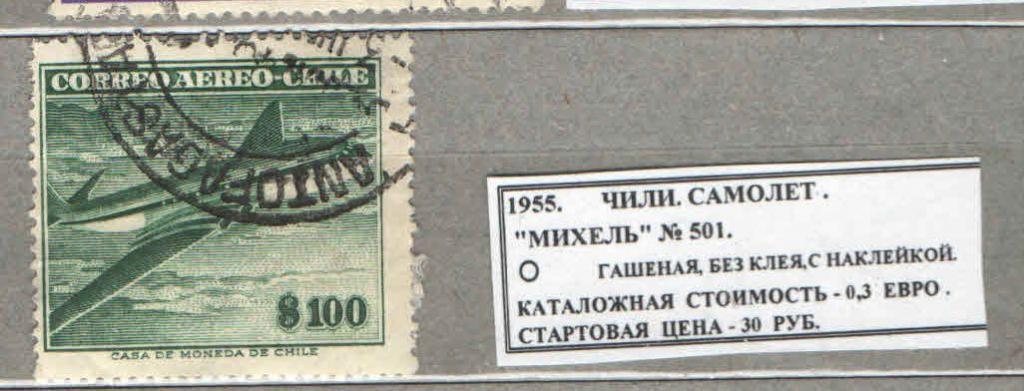 CORREO AEREO-CHILE
ANTOFAGASTA
$ 100
CASA DE MONEDA DE CHILE
1955. ЧИЛИ. САМОЛЕТ.
"МИХЕЛЬ" № 501.
О ГАШЕНАЯ, БЕЗ КЛЕЯ,С НАКЛЕЙКОЙ.
КАТАЛОЖНАЯ СТОИМОСТЬ - 0,3 ЕВРО.
СТАРТОВАЯ ЦЕНА - 30 РУБ.